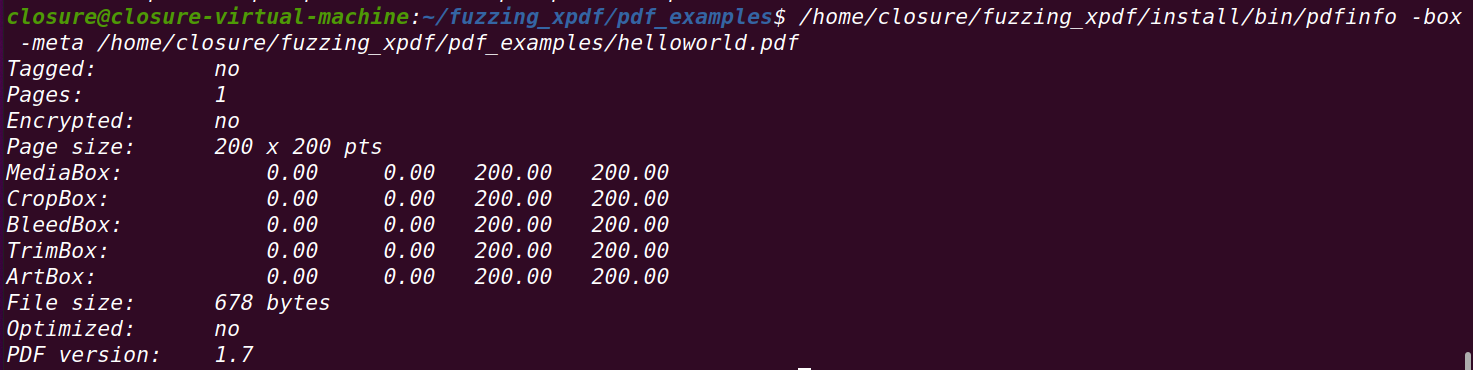 closure@closure-virtual-machine:~/fuzzing_xpdf/pdf_examples$ /home/closure/fuzzing_xpdf/install/bin/pdfinfo -box
-meta /home/closure/fuzzing_xpdf/pdf_examples/helloworld.pdf
Tagged:         no
Pages:          1
Encrypted:      no
Page size:      200 x 200 pts
MediaBox:           0.00     0.00   200.00   200.00
CropBox:            0.00     0.00   200.00   200.00
BleedBox:           0.00     0.00   200.00   200.00
TrimBox:            0.00     0.00   200.00   200.00
ArtBox:             0.00     0.00   200.00   200.00
File size:      678 bytes
Optimized:      no
PDF version:    1.7